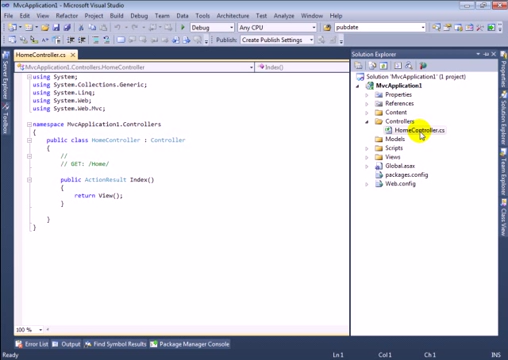 MvcApplication1 - Microsoft Visual Studio
File Edit View Refactor Project Build Debug Team Data Tools Architecture Test Analyze Window Help
Debug Any CPU pubdate
Publish: Create Publish Settings
HomeController.cs
MvcApplication1.Controllers.HomeController
Index()
using System;
using System.Collections.Generic;
using System.Linq;
using System.Web;
using System.Web.Mvc;
namespace MvcApplication1.Controllers
{
public class HomeController : Controller
{
//
// GET: /Home/
public ActionResult Index()
{
return View();
}
}
}
100 %
Server Explorer
Toolbox
Solution Explorer
Solution 'MvcApplication1' (1 project)
MvcApplication1
Properties
References
Content
Controllers
HomeController.cs
Models
Scripts
Views
Global.asax
packages.config
Web.config
Properties
Solution Explorer
Team Explorer
Class View
Error List Output Find Symbol Results Package Manager Console
Ready Ln 1 Col 1 Ch 1 INS